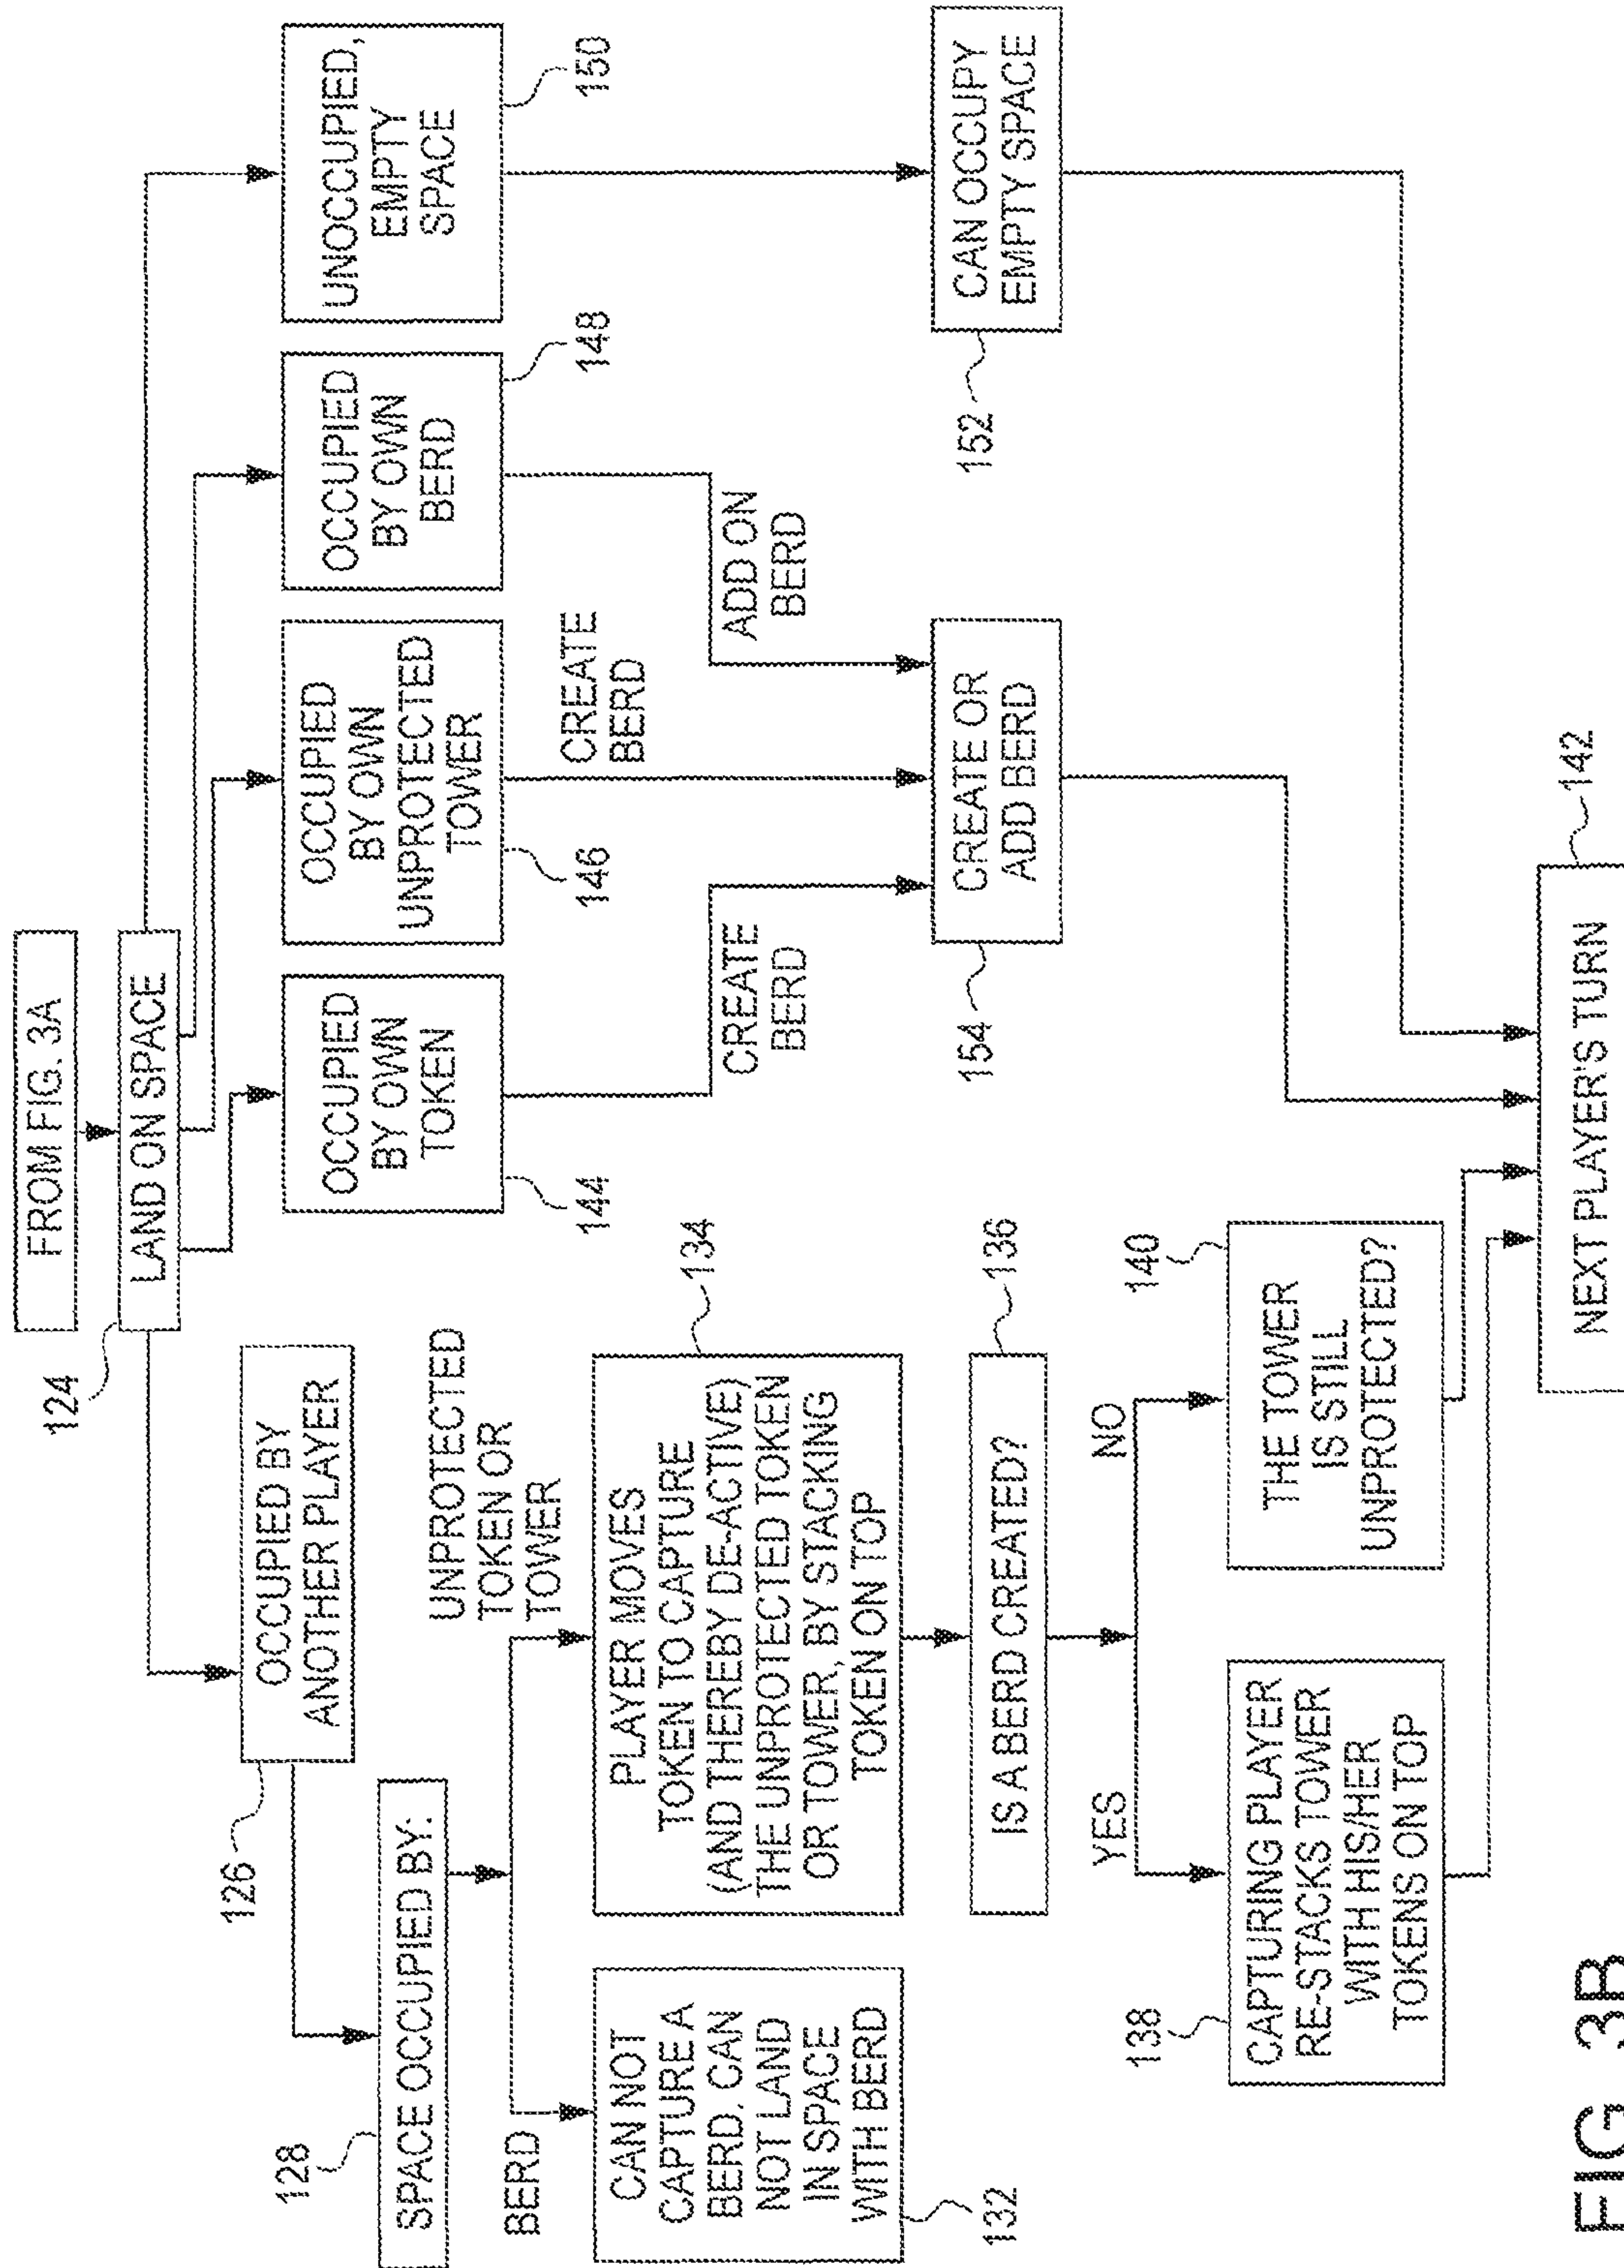 FROM FIG. 3A
124
LAND ON SPACE
126
OCCUPIED BY
ANOTHER PLAYER
OCCUPIED
BY OWN
TOKEN
144
OCCUPIED
BY OWN
UNPROTECTED
TOWER
146
OCCUPIED
BY OWN
BERD
148
UNOCCUPIED,
EMPTY
SPACE
150
128
SPACE OCCUPIED BY:
BERD
UNPROTECTED
TOKEN OR
TOWER
CAN NOT
CAPTURE A
BERD. CAN
NOT LAND
IN SPACE
WITH BERD
132
PLAYER MOVES
TOKEN TO CAPTURE
(AND THEREBY DE-ACTIVE)
THE UNPROTECTED TOKEN
OR TOWER, BY STACKING
TOKEN ON TOP
134
CREATE
BERD
CREATE
BERD
ADD ON
BERD
IS A BERD CREATED?
136
154
CREATE OR
ADD BERD
152
CAN OCCUPY
EMPTY SPACE
YES
NO
138
CAPTURING PLAYER
RE-STACKS TOWER
WITH HIS/HER
TOKENS ON TOP
140
THE TOWER
IS STILL
UNPROTECTED?
NEXT PLAYER'S TURN
142
FIG. 3B